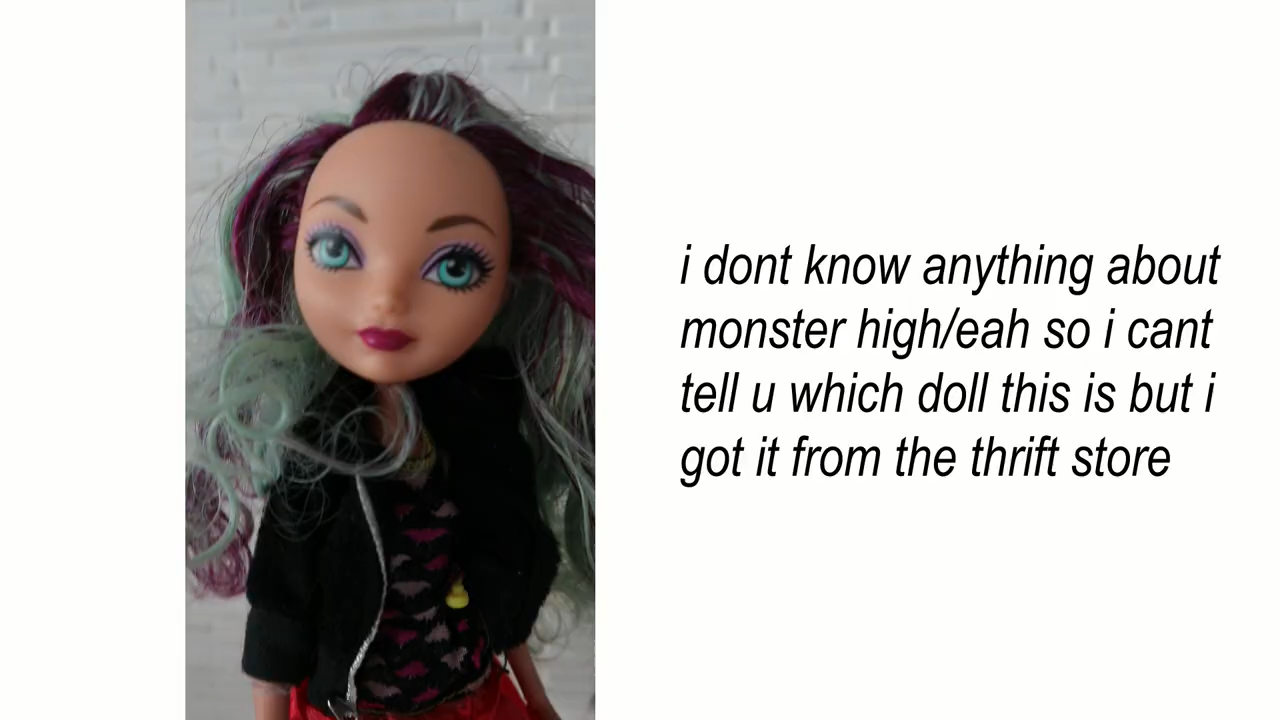 i dont know anything about
monster high/eah so i cant
tell u which doll this is but i
got it from the thrift store